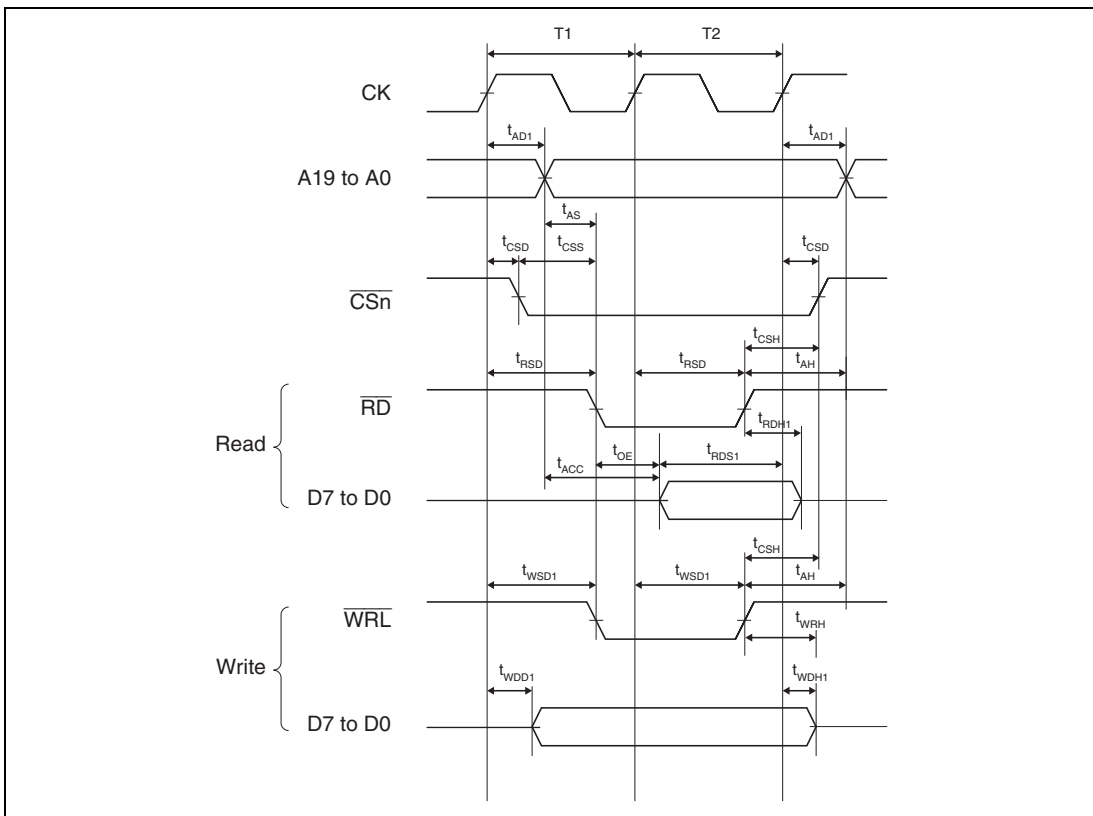 T1 T2
CK
tAD1 tAD1
A19 to A0
tAS
tCSD tCSS tCSD
CSn
tCSH
tRSD tRSD tAH
RD
tRDH1
Read
tOE tRDS1
tACC
D7 to D0
tCSH
tWSD1 tWSD1 tAH
WRL
tWRH
Write
tWDD1 tWDH1
D7 to D0